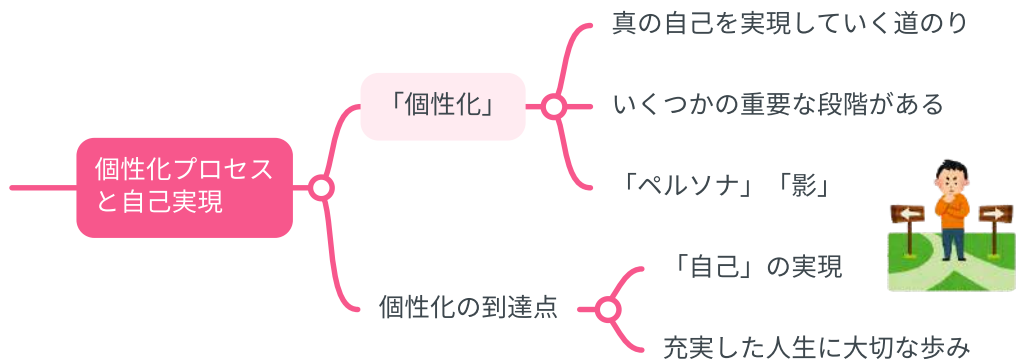 個性化プロセス
と自己実現
「個性化」
真の自己を実現していく道のり
いくつかの重要な段階がある
「ペルソナ」「影」
個性化の到達点
「自己」の実現
充実した人生に大切な歩み